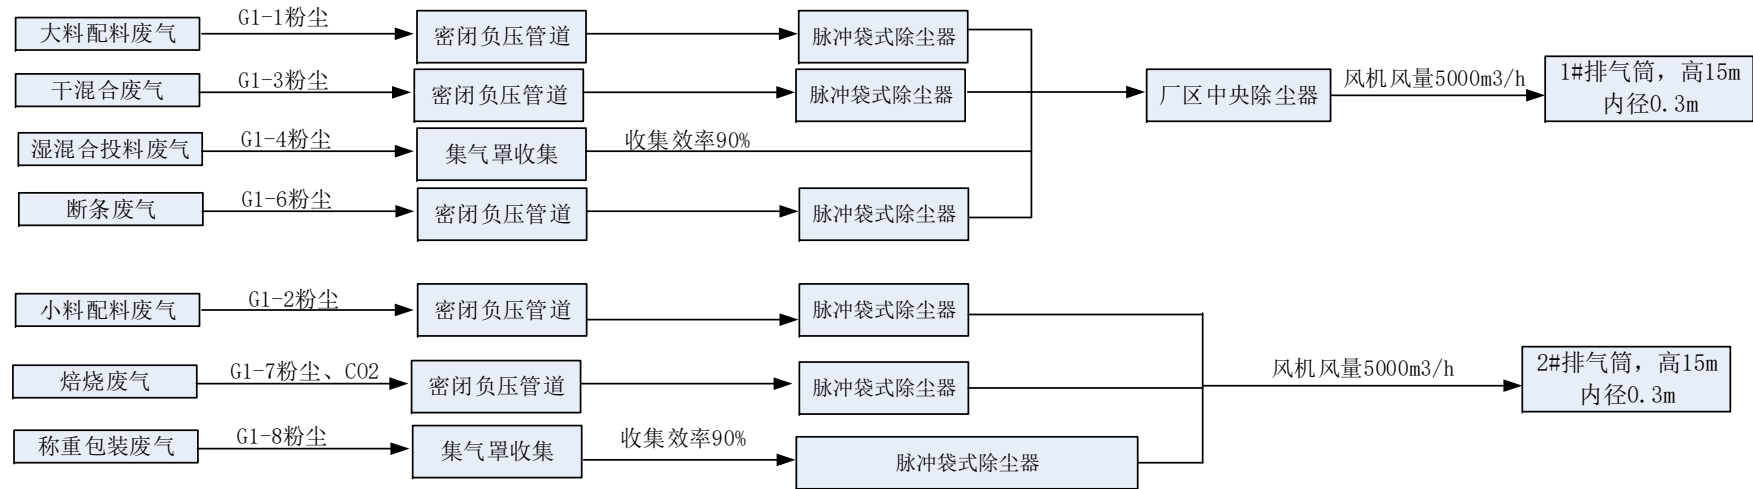 大料配料废气
G1-1粉尘
密闭负压管道
脉冲袋式除尘器
干混合废气
G1-3粉尘
密闭负压管道
脉冲袋式除尘器
厂区中央除尘器
风机风量5000m3/h
1#排气筒，高15m
内径0.3m
湿混合投料废气
G1-4粉尘
集气罩收集
收集效率90%
断条废气
G1-6粉尘
密闭负压管道
脉冲袋式除尘器
小料配料废气
G1-2粉尘
密闭负压管道
脉冲袋式除尘器
焙烧废气
G1-7粉尘、CO2
密闭负压管道
脉冲袋式除尘器
风机风量5000m3/h
2#排气筒，高15m
内径0.3m
称重包装废气
G1-8粉尘
集气罩收集
收集效率90%
脉冲袋式除尘器